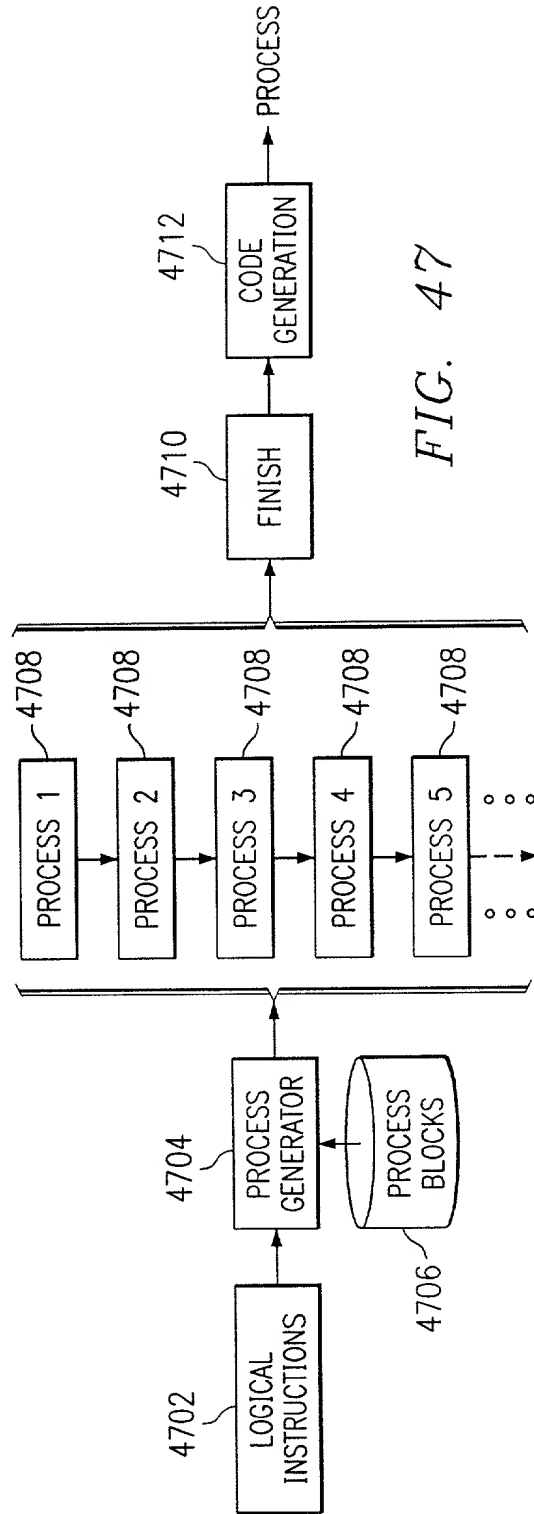 4702
LOGICAL
INSTRUCTIONS
4704
PROCESS
GENERATOR
4706
PROCESS
BLOCKS
PROCESS 1
4708
PROCESS 2
4708
PROCESS 3
4708
PROCESS 4
4708
PROCESS 5
4708
4710
FINISH
4712
CODE
GENERATION
PROCESS
FIG. 47